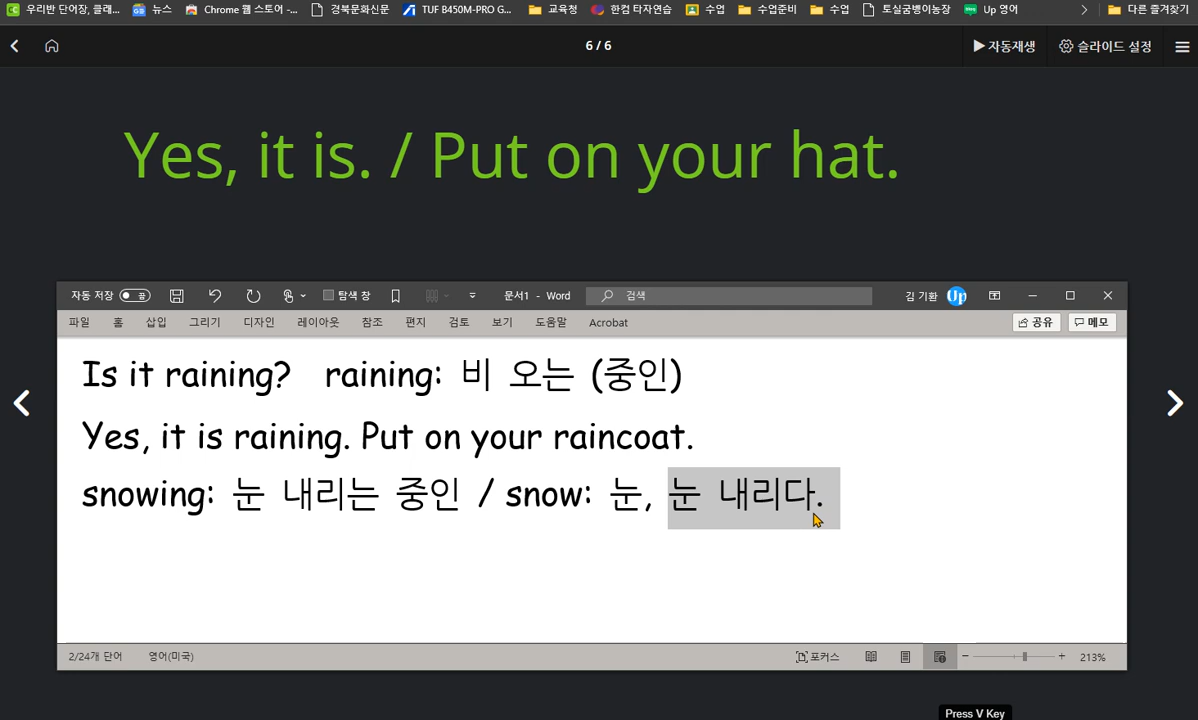 우리반 단어장, 클래... 뉴스 Chrome 웹 스토어 -... 경북문화신문 TUF B450M-PRO G... 교육청 한컴 타자연습 수업 수업준비 수업 토실굼벵이농장 Up 영어 다른 즐겨찾기
6 / 6 자동재생 슬라이드 설정
Yes, it is. / Put on your hat.
자동 저장 끔 탐색 창 문서1 - Word 검색 김 기환 Up
파일 홈 삽입 그리기 디자인 레이아웃 참조 편지 검토 보기 도움말 Acrobat 공유 메모
Is it raining? raining: 비 오는 (중인)
Yes, it is raining. Put on your raincoat.
snowing: 눈 내리는 중인 / snow: 눈, 눈 내리다.
2/24개 단어 영어(미국) 포커스 213%
Press V Key